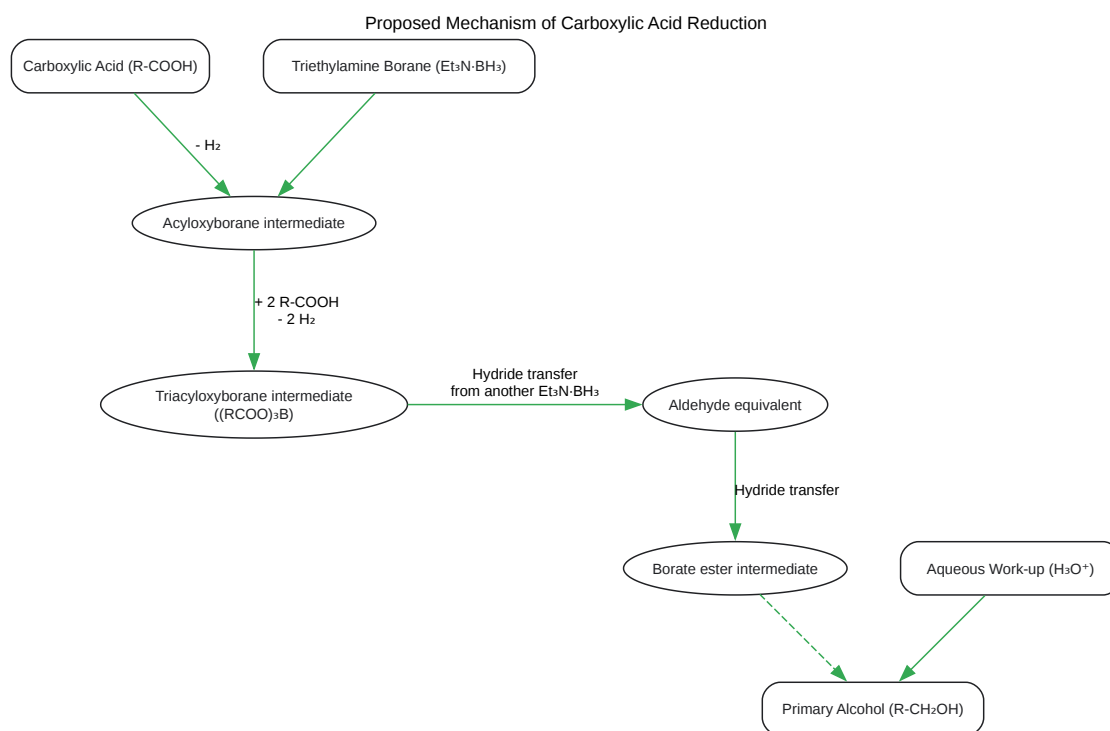 Proposed Mechanism of Carboxylic Acid Reduction
Carboxylic Acid (R-COOH)
Triethylamine Borane (Et₃N·BH₃)
- H₂
Acyloxyborane intermediate
+ 2 R-COOH
- 2 H₂
Triacyloxyborane intermediate
((RCOO)₃B)
Hydride transfer
from another Et₃N·BH₃
Aldehyde equivalent
Hydride transfer
Borate ester intermediate
Aqueous Work-up (H₃O⁺)
Primary Alcohol (R-CH₂OH)